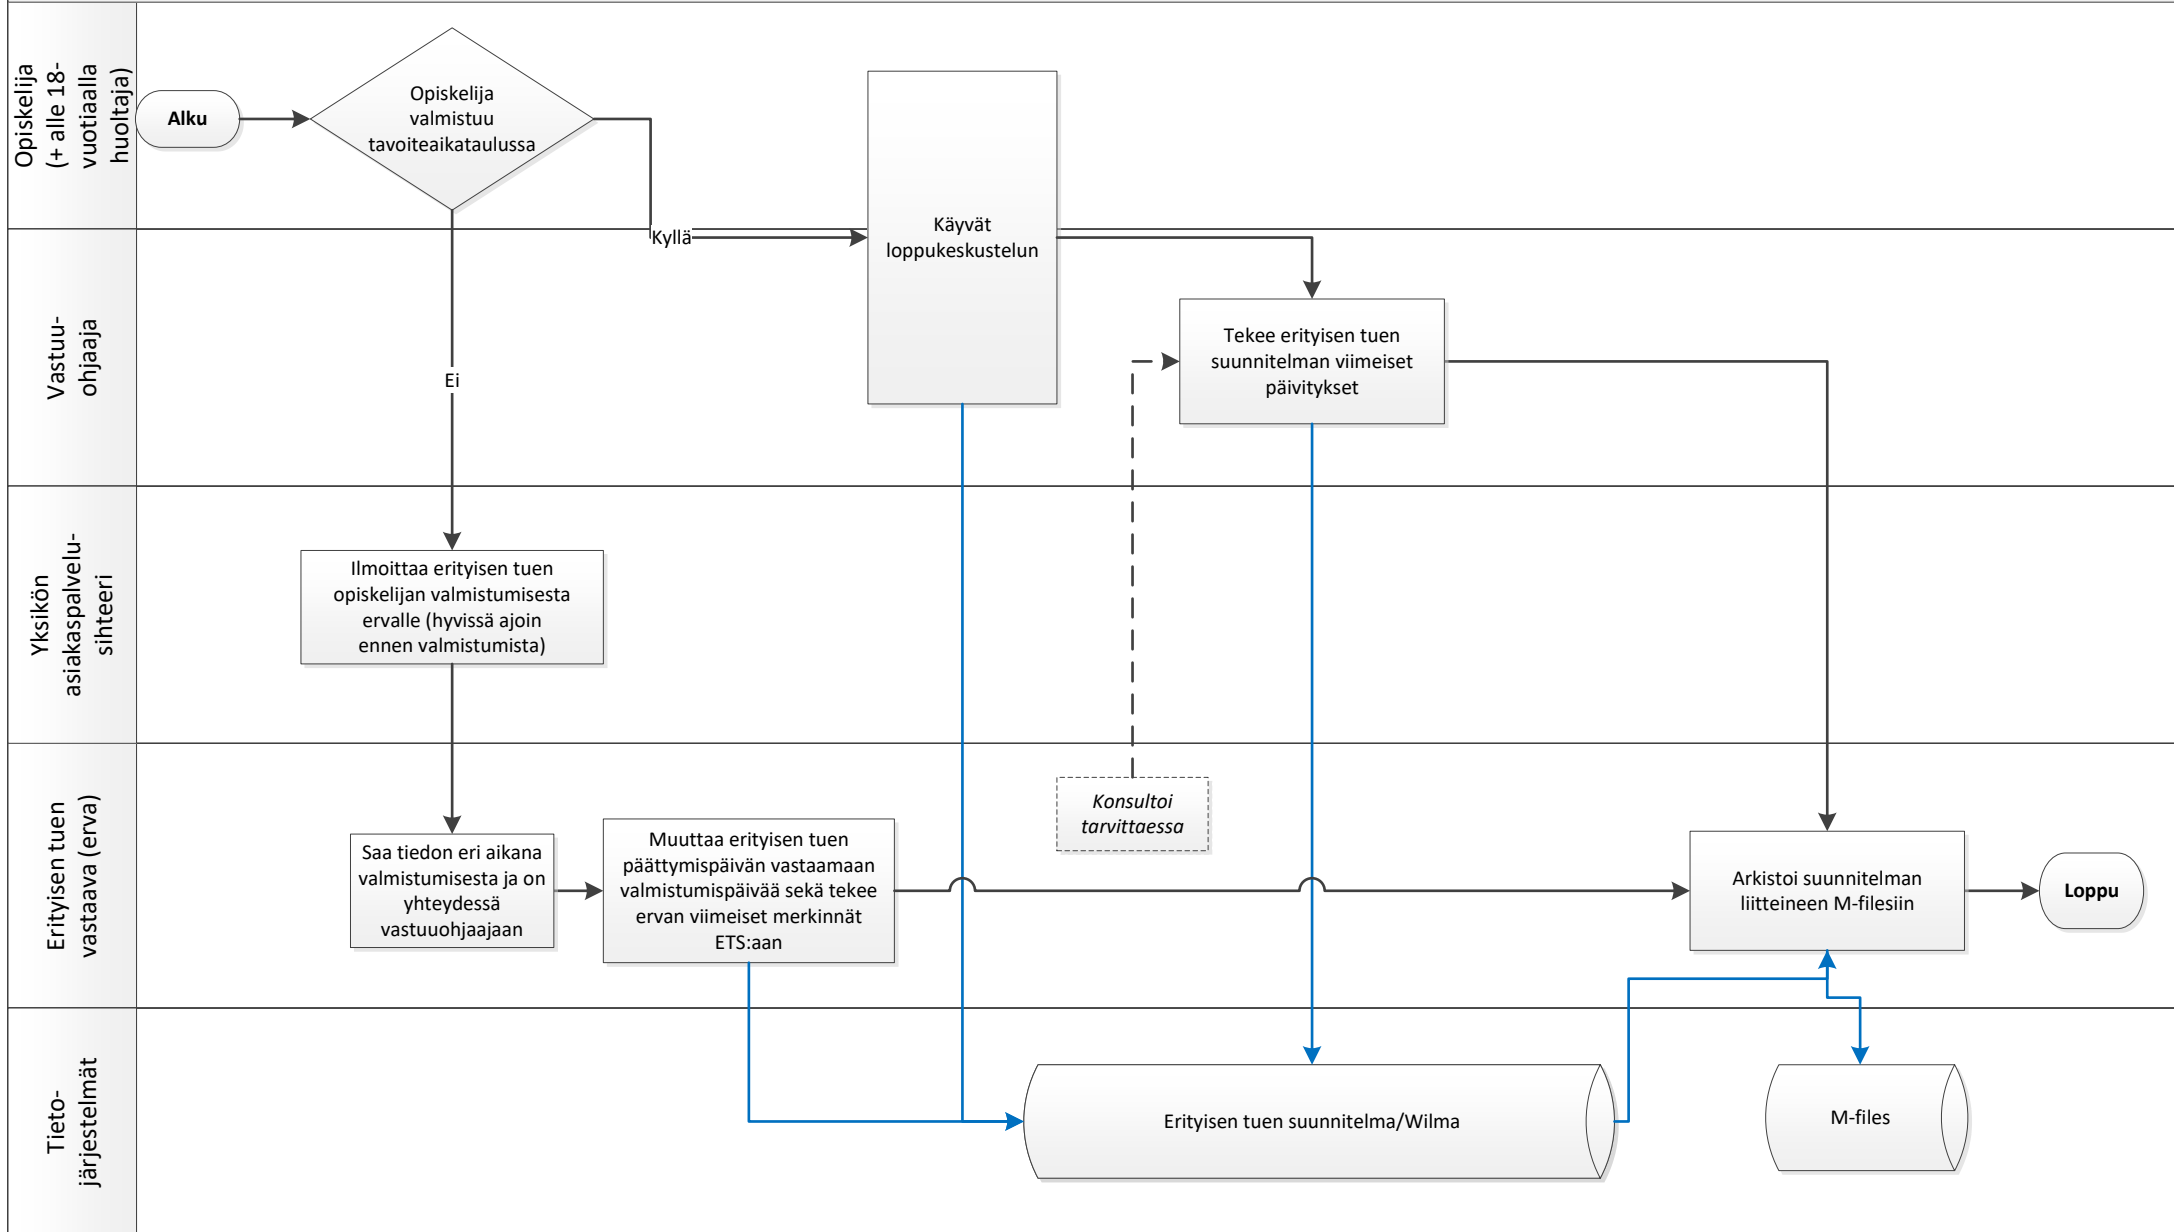 Opiskelija
(+ alle 18-
vuotiaalla
huoltaja)
Alku
Opiskelija
valmistuu
tavoiteaikataulussa
Kyllä
Ei
Käyvät
loppukeskustelun
Vastuu-
ohjaaja
Tekee erityisen tuen
suunnitelman viimeiset
päivitykset
Yksikön
asiakaspalvelu-
sihteeri
Ilmoittaa erityisen tuen
opiskelijan valmistumisesta
ervalle (hyvissä ajoin
ennen valmistumista)
Erityisen tuen
vastaava (erva)
Saa tiedon eri aikana
valmistumisesta ja on
yhteydessä
vastuuohjaajaan
Muuttaa erityisen tuen
päättymispäivän vastaamaan
valmistumispäivää sekä tekee
ervan viimeiset merkinnät
ETS:aan
Konsultoi
tarvittaessa
Arkistoi suunnitelman
liitteineen M-filesiin
Loppu
Tieto-
järjestelmät
Erityisen tuen suunnitelma/Wilma
M-files